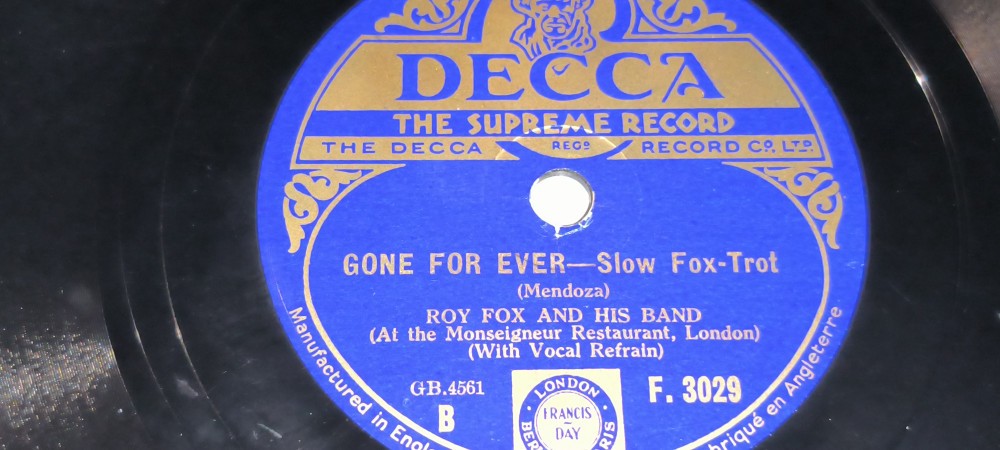 DECCA
THE SUPREME RECORD
THE DECCA REGD RECORD CO. LTD.
GONE FOR EVER—Slow Fox-Trot
(Mendoza)
ROY FOX AND HIS BAND
(At the Monseigneur Restaurant, London)
(With Vocal Refrain)
GB.4561
B
F. 3029
LONDON
FRANCIS
DAY
Manufactured in
en Angleterre